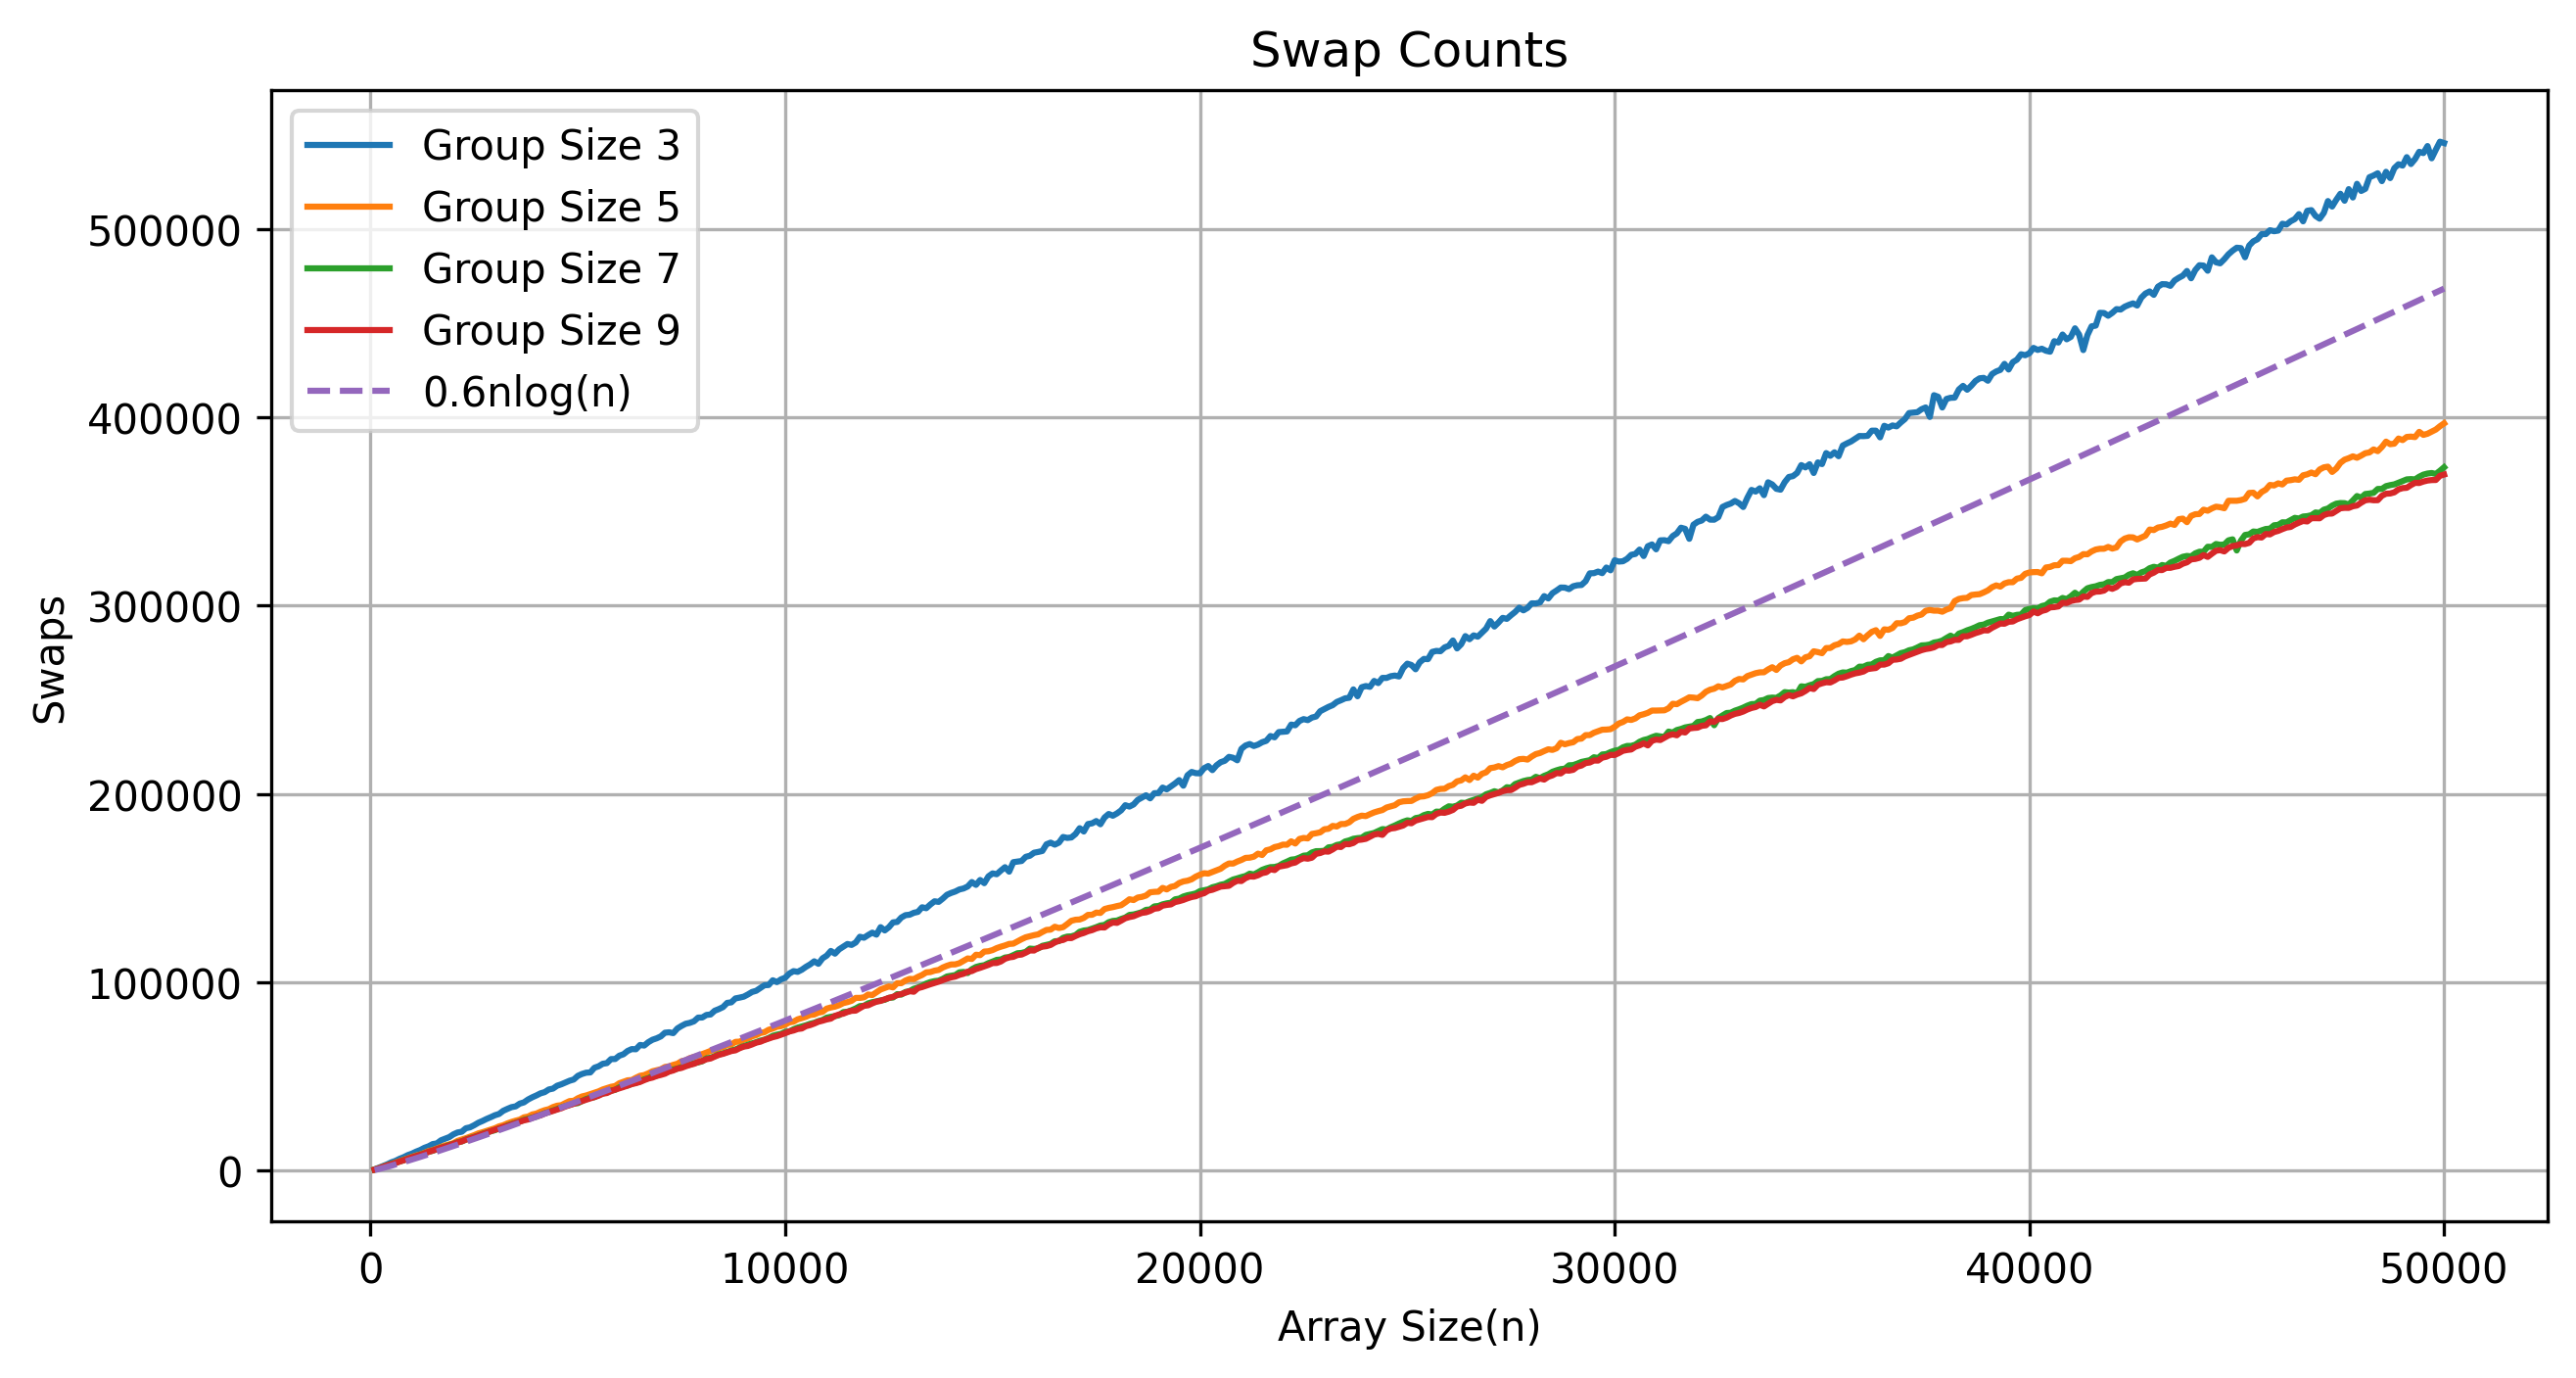 Swap Counts
Group Size 3
Group Size 5
Group Size 7
Group Size 9
0.6nlog(n)
500000
400000
300000
200000
100000
0
Swaps
0 10000 20000 30000 40000 50000
Array Size(n)